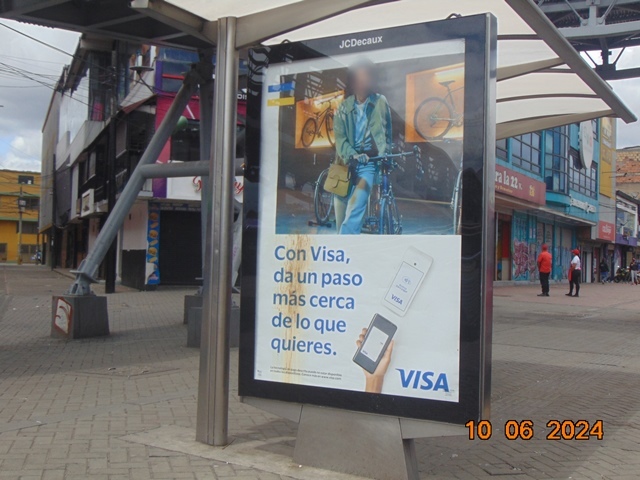 JCDecaux
Con Visa,
da un paso
más cerca
de lo que
quieres.
VISA
VISA
10 06 2024